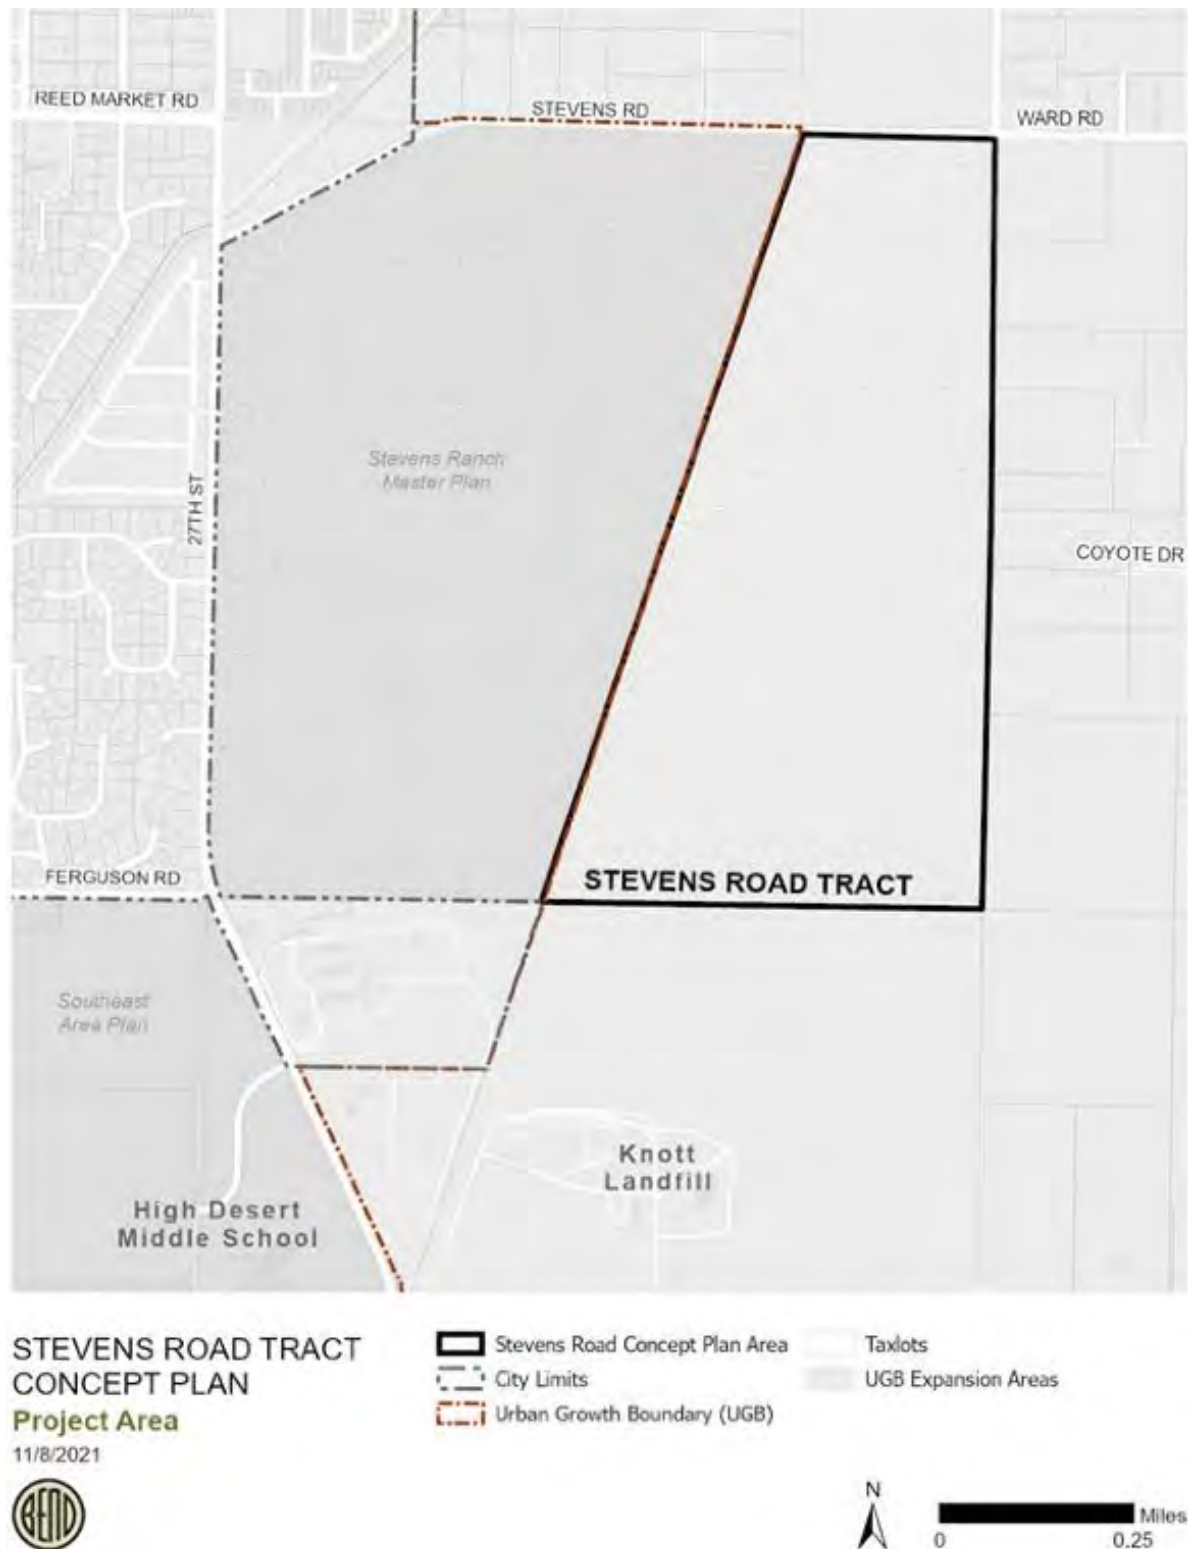 REED MARKET RD
STEVENS RD
WARD RD
Stevens Ranch
Master Plan
27TH ST
COYOTE DR
FERGUSON RD
STEVENS ROAD TRACT
Southeast
Area Plan
Knott
Landfill
High Desert
Middle School
STEVENS ROAD TRACT
CONCEPT PLAN
Project Area
11/8/2021
BEND
Stevens Road Concept Plan Area
City Limits
Urban Growth Boundary (UGB)
Taxlots
UGB Expansion Areas
N
Miles
0 0.25